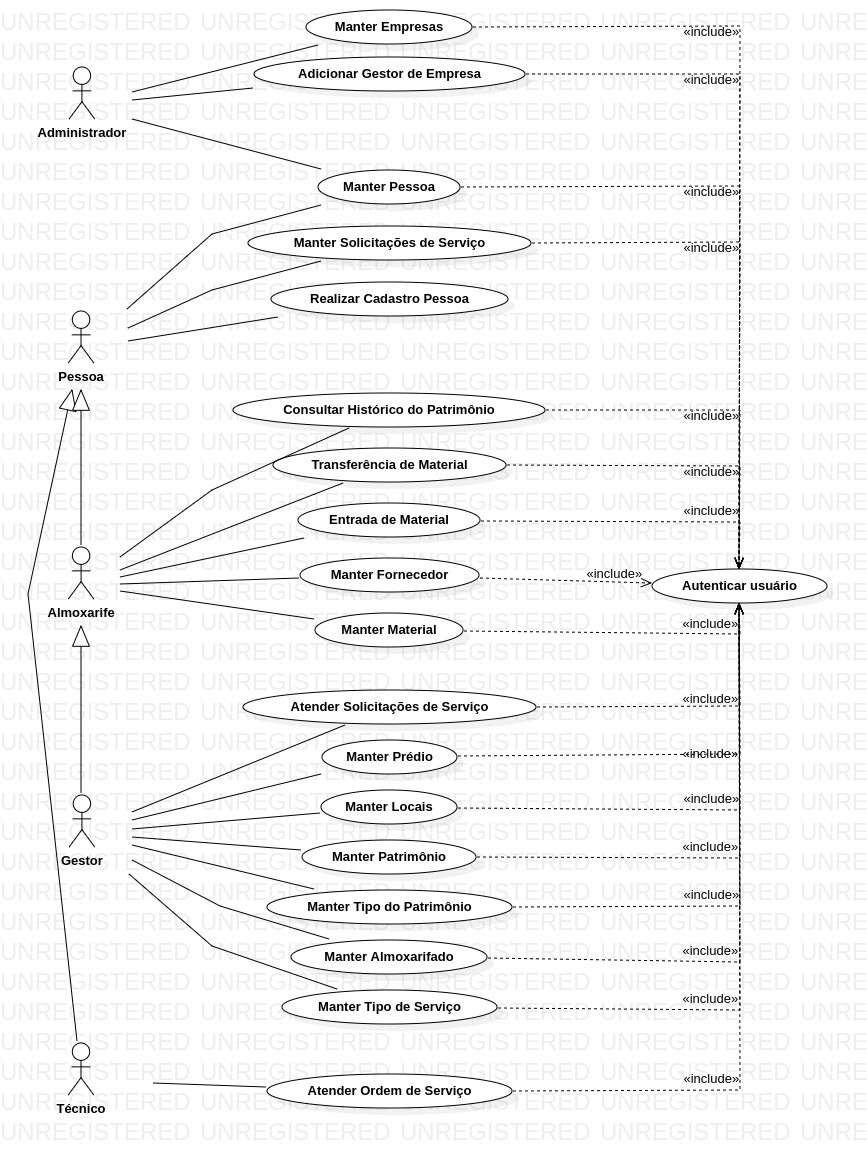 Manter Empresas
«include»
Adicionar Gestor de Empresa
«include»
Administrador
Manter Pessoa
«include»
Manter Solicitações de Serviço
«include»
Realizar Cadastro Pessoa
Pessoa
Consultar Histórico do Patrimônio
«include»
Transferência de Material
«include»
Entrada de Material
«include»
Manter Fornecedor
«include»
Autenticar usuário
Almoxarife
Manter Material
«include»
Atender Solicitações de Serviço
«include»
Manter Prédio
«include»
Manter Locais
«include»
Gestor
Manter Patrimônio
«include»
Manter Tipo do Patrimônio
«include»
Manter Almoxarifado
«include»
Manter Tipo de Serviço
«include»
Atender Ordem de Serviço
«include»
Técnico
UNREGISTERED